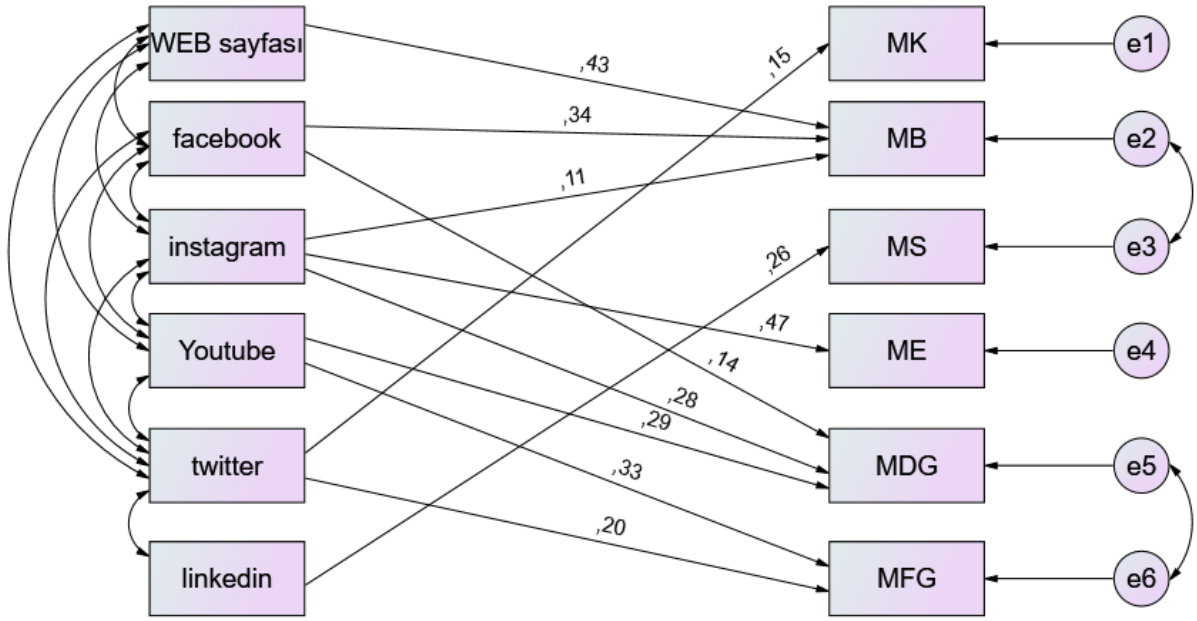 WEB sayfası
facebook
instagram
Youtube
twitter
linkedin
,43
,34
,11
,15
,26
,47
,14
,28
,29
,33
,20
MK
MB
MS
ME
MDG
MFG
e1
e2
e3
e4
e5
e6